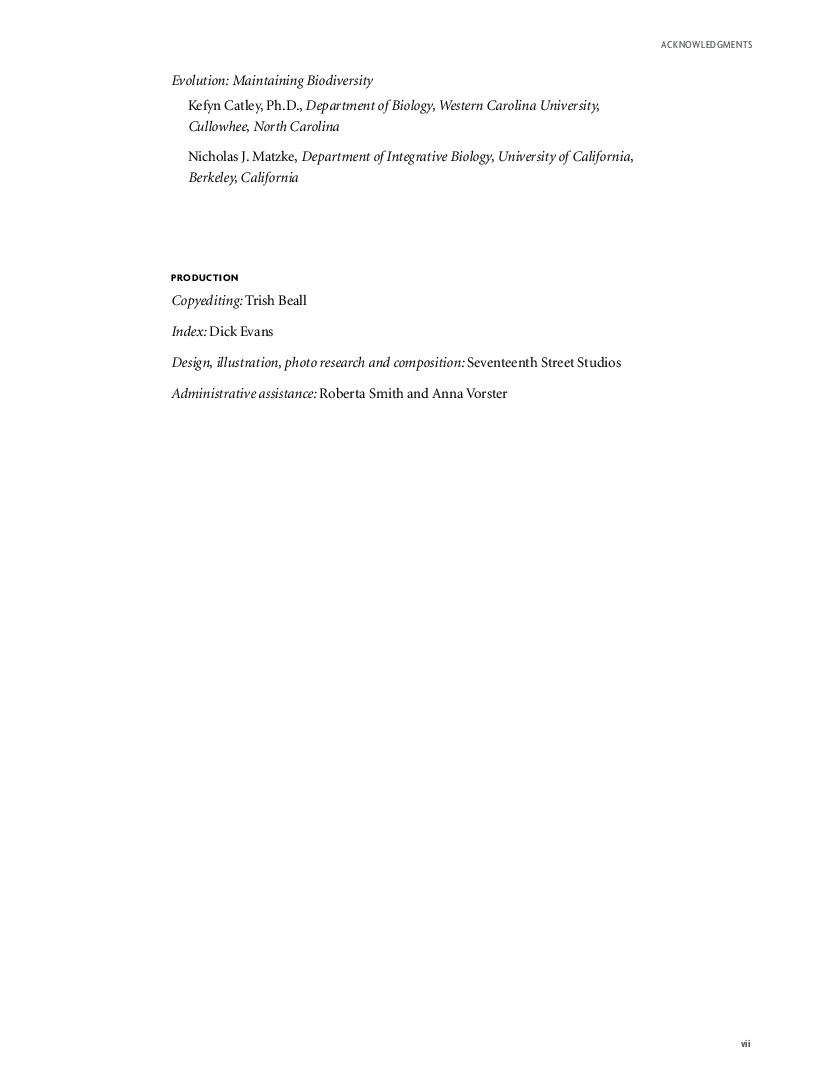 ACKNOWLEDGMENTS
Evolution: Maintaining Biodiversity
Kefyn Catley, Ph.D., Department of Biology, Western Carolina University,
Cullowhee, North Carolina
Nicholas J. Matzke, Department of Integrative Biology, University of California,
Berkeley, California
PRODUCTION
Copyediting: Trish Beall
Index: Dick Evans
Design, illustration, photo research and composition: Seventeenth Street Studios
Administrative assistance: Roberta Smith and Anna Vorster
vii